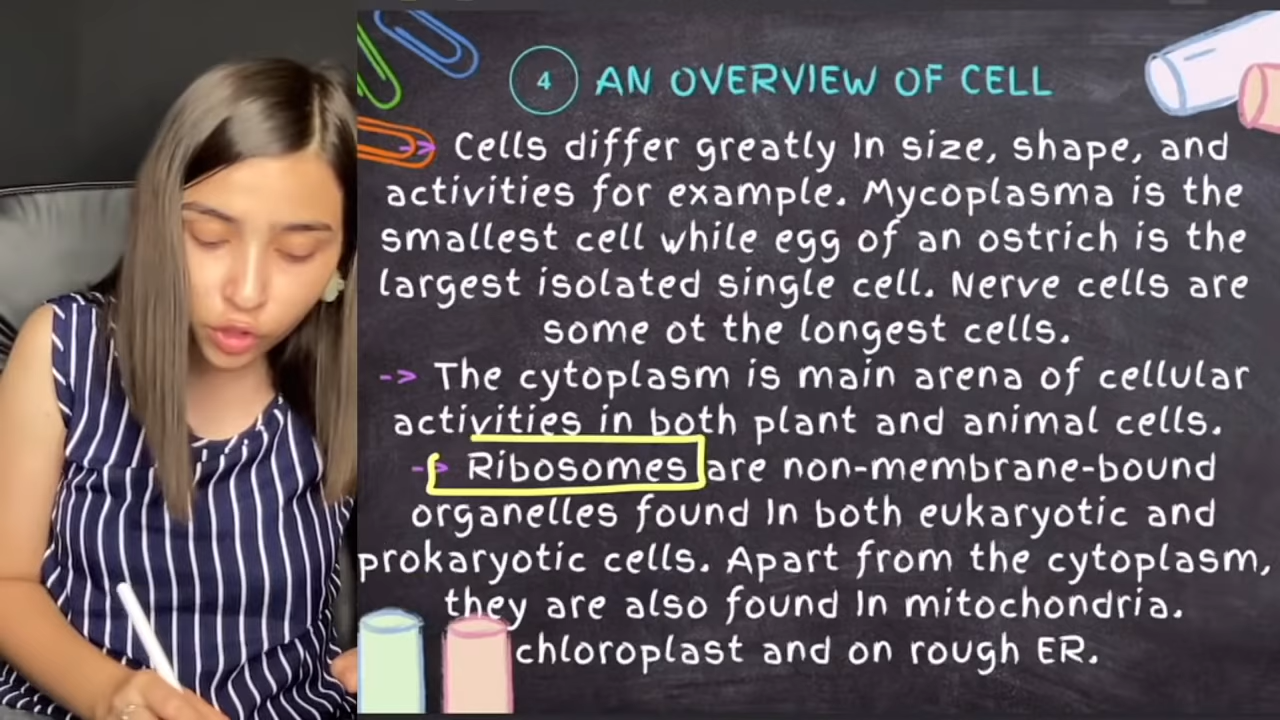 4 AN OVERVIEW OF CELL
-> Cells differ greatly In size, shape, and
activities for example. Mycoplasma is the
smallest cell while egg of an ostrich is the
largest isolated single cell. Nerve cells are
some ot the longest cells.
-> The cytoplasm is main arena of cellular
activities in both plant and animal cells.
-> Ribosomes are non-membrane-bound
organelles found In both eukaryotic and
prokaryotic cells. Apart from the cytoplasm,
they are also found In mitochondria.
chloroplast and on rough ER.